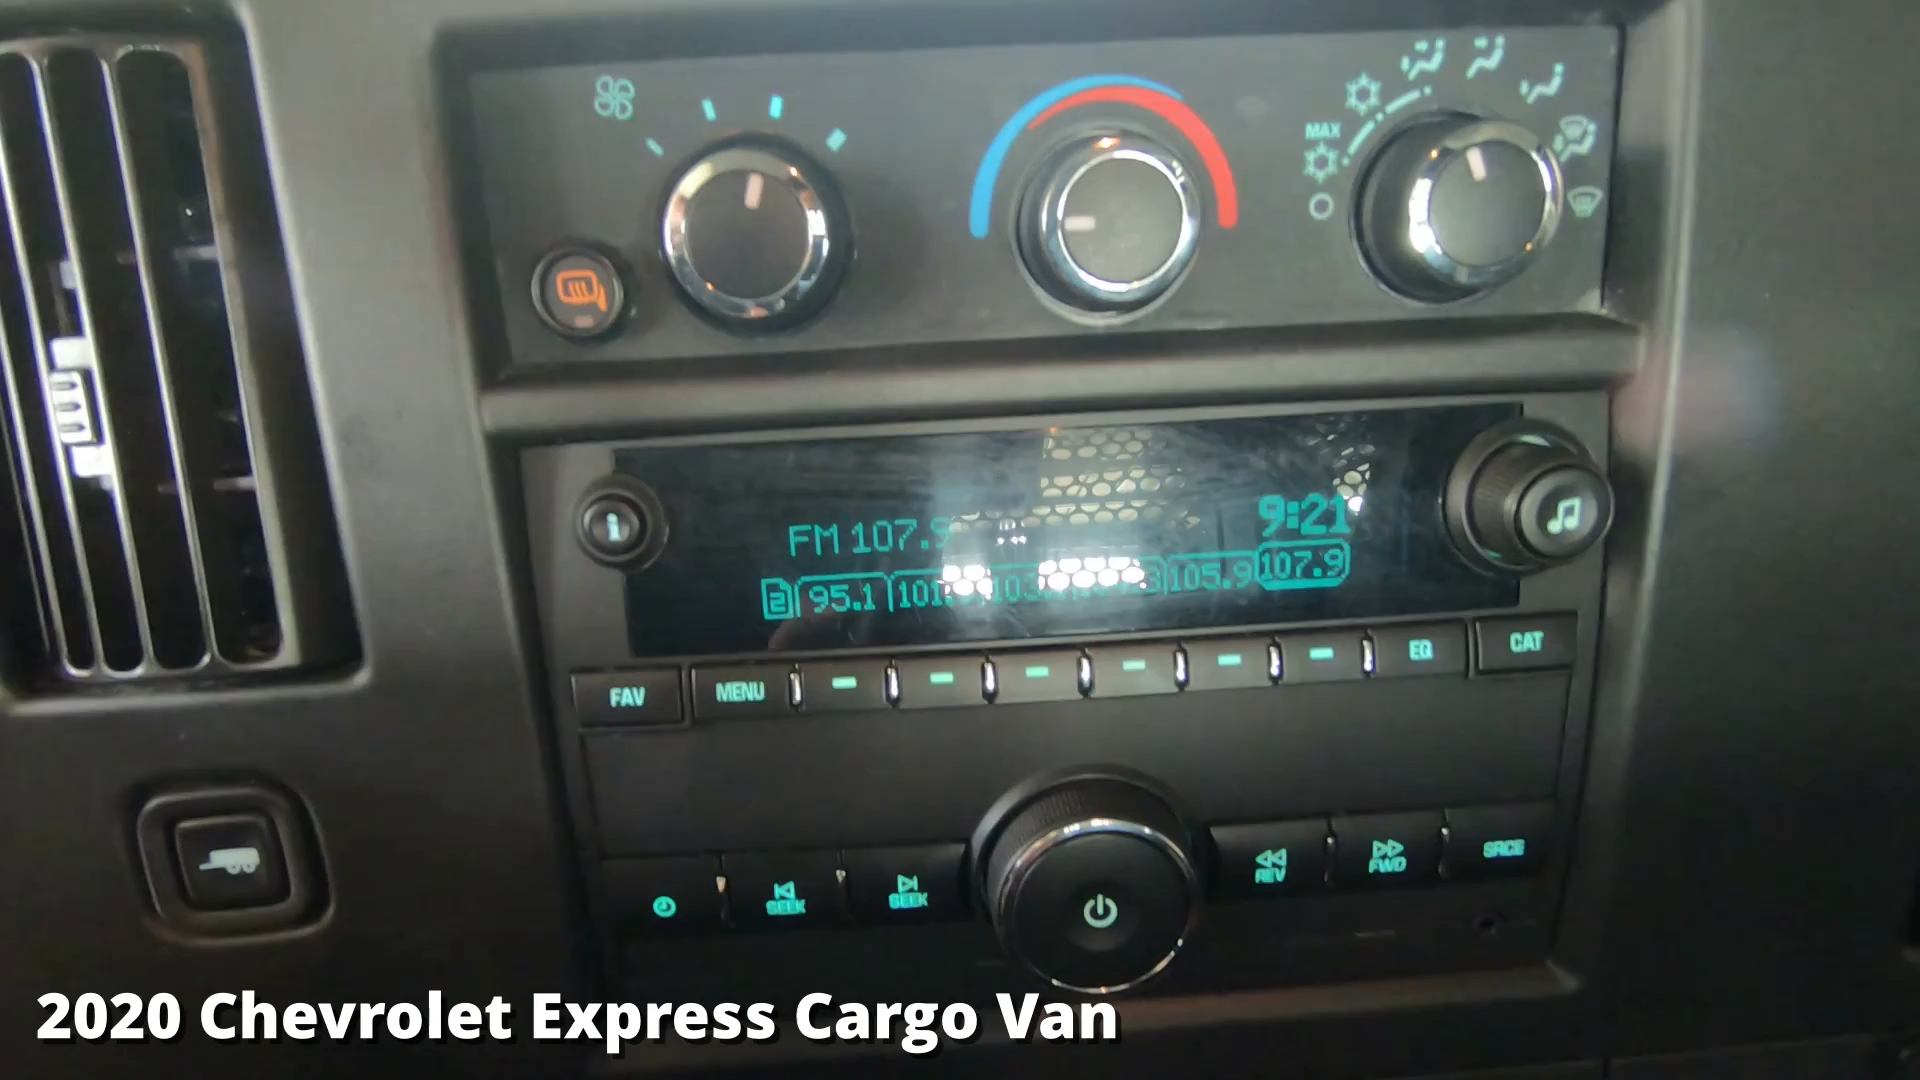 MAX
FM 107.9
9:21
2 95.1 105.9 107.9
FAV MENU EQ CAT
SEEK SEEK REV FWD SRCE
2020 Chevrolet Express Cargo Van